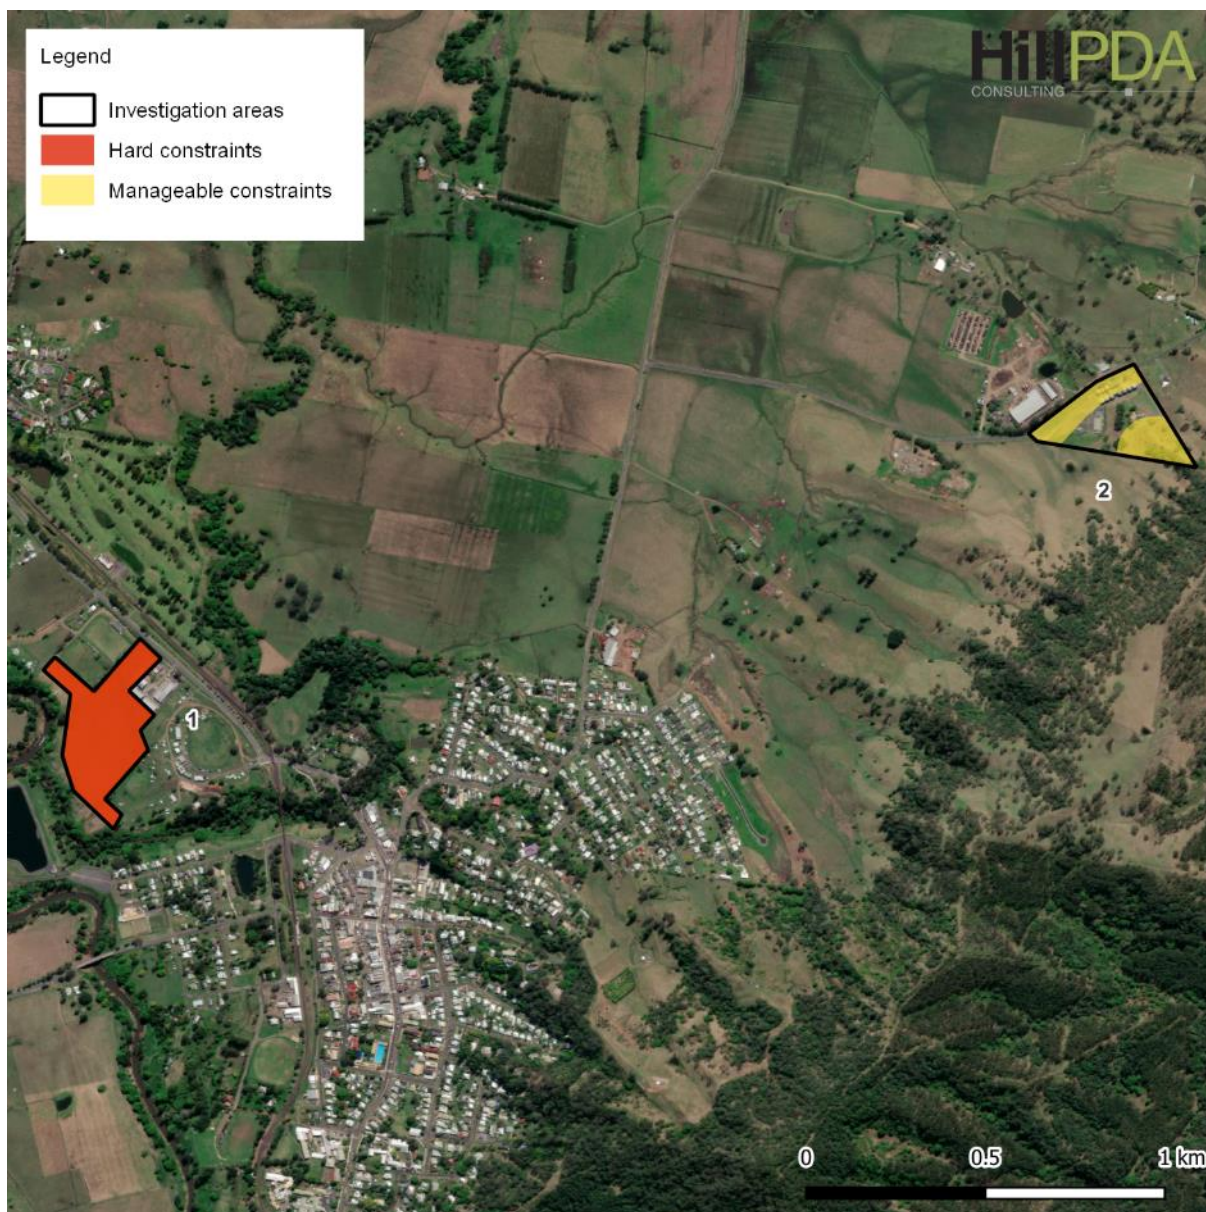 Legend
Investigation areas
Hard constraints
Manageable constraints
HillPDA
CONSULTING
2
1
0 0.5 1 km